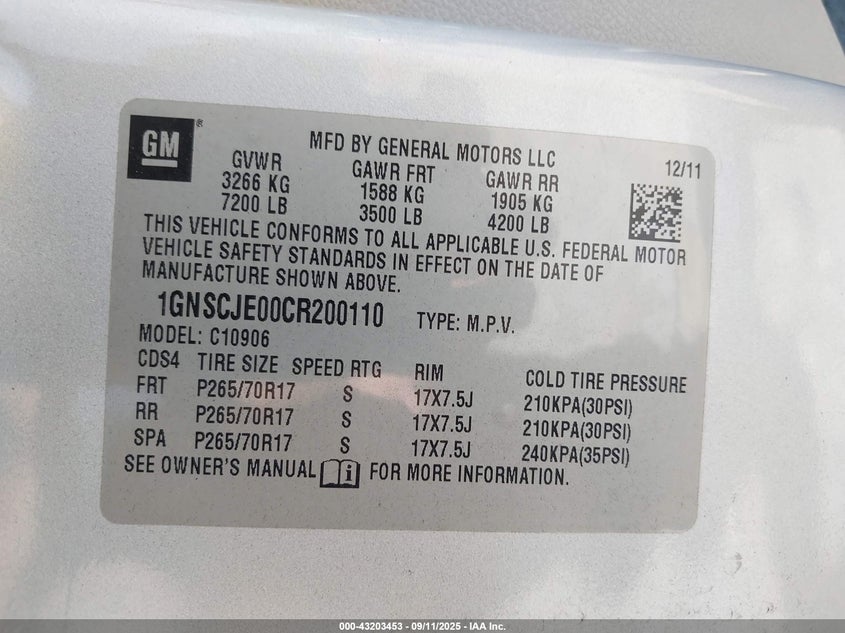 GM ® MFD BY GENERAL MOTORS LLC 12/11
GVWR GAWR FRT GAWR RR
3266 KG 1588 KG 1905 KG
7200 LB 3500 LB 4200 LB
THIS VEHICLE CONFORMS TO ALL APPLICABLE U.S. FEDERAL MOTOR
VEHICLE SAFETY STANDARDS IN EFFECT ON THE DATE OF
MANUFACTURE SHOWN ABOVE.
1GNSCJE00CR200110 TYPE: M.P.V.
MODEL: C10906
CDS4 TIRE SIZE SPEED RTG RIM COLD TIRE PRESSURE
FRT P265/70R17 S 17X7.5J 210KPA(30PSI)
RR P265/70R17 S 17X7.5J 210KPA(30PSI)
SPA P265/70R17 S 17X7.5J 240KPA(35PSI)
SEE OWNER'S MANUAL i FOR MORE INFORMATION.
000-43203453 - 09/11/2025 - IAA Inc.